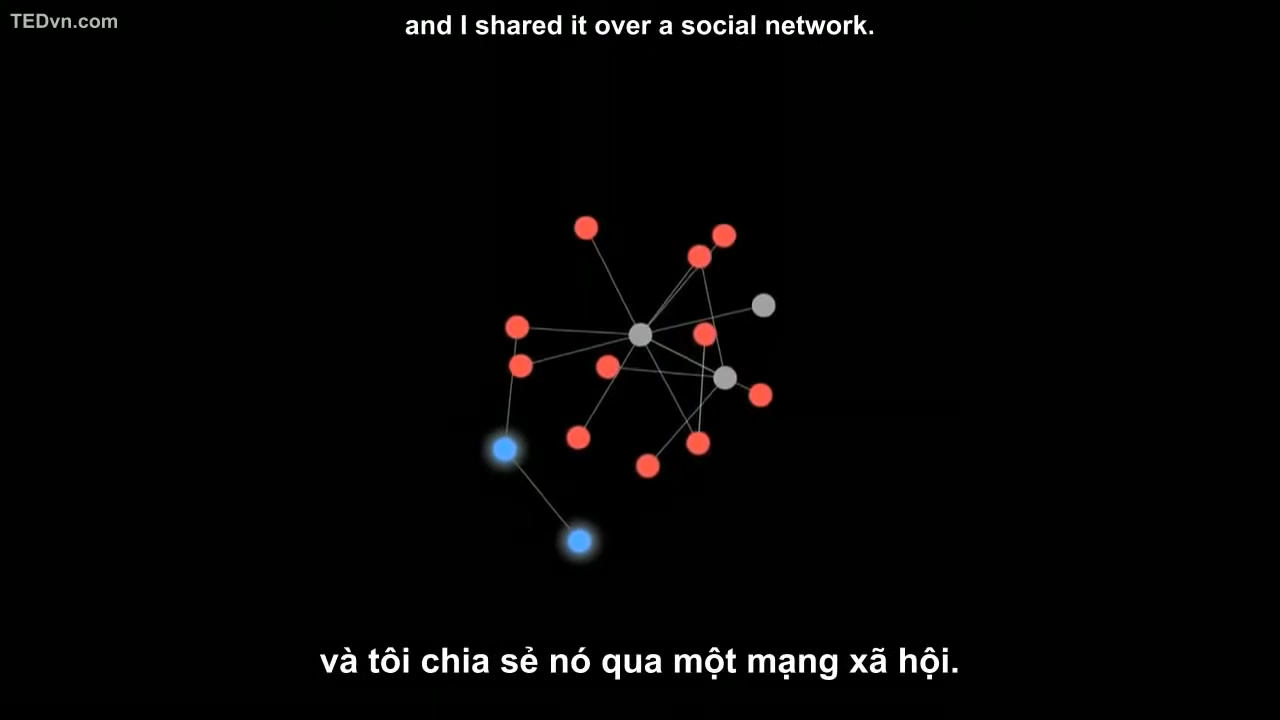 TEDvn.com
and I shared it over a social network.
và tôi chia sẻ nó qua một mạng xã hội.